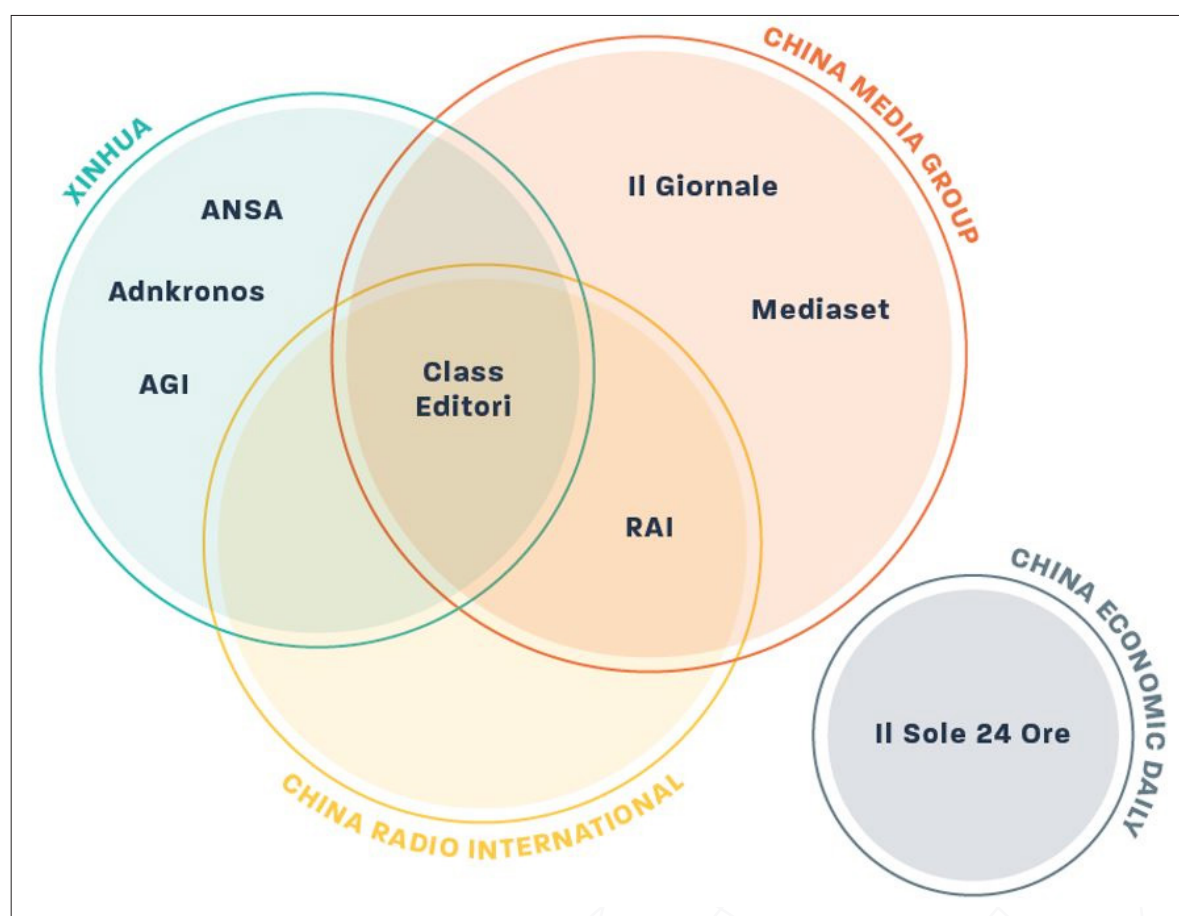 XINHUA
CHINA MEDIA GROUP
ANSA
Il Giornale
Adnkronos
Mediaset
AGI
Class
Editori
RAI
CHINA ECONOMIC DAILY
Il Sole 24 Ore
CHINA RADIO INTERNATIONAL